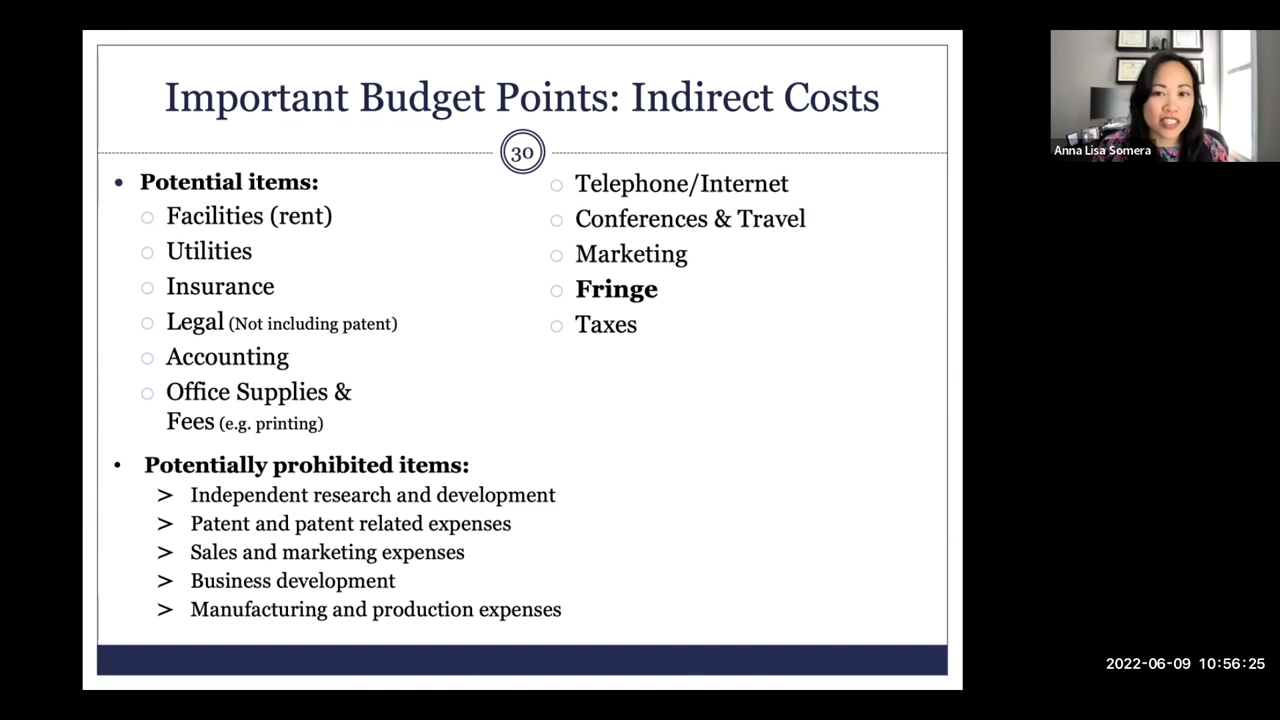 Important Budget Points: Indirect Costs
30
• Potential items:
○ Facilities (rent)
○ Utilities
○ Insurance
○ Legal (Not including patent)
○ Accounting
○ Office Supplies &
Fees (e.g. printing)
○ Telephone/Internet
○ Conferences & Travel
○ Marketing
○ Fringe
○ Taxes
• Potentially prohibited items:
➢ Independent research and development
➢ Patent and patent related expenses
➢ Sales and marketing expenses
➢ Business development
➢ Manufacturing and production expenses
Anna Lisa Somera
2022-06-09 10:56:25